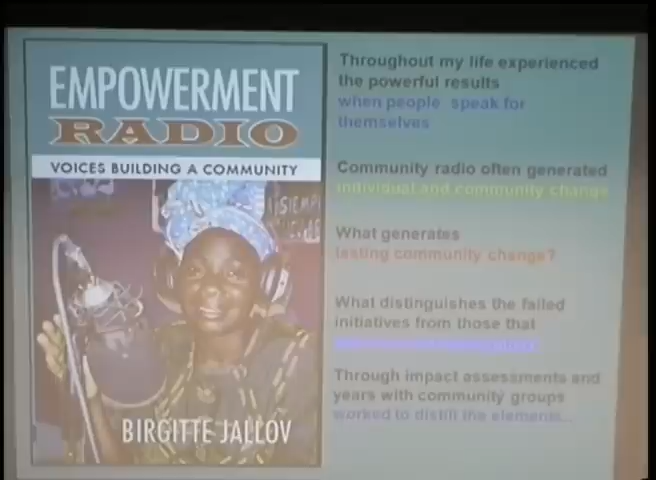 EMPOWERMENT
RADIO
VOICES BUILDING A COMMUNITY
BIRGITTE JALLOV
Throughout my life experienced
the powerful results
when people speak for
themselves
Community radio often generated
individual and community change
What generates
lasting community change?
What distinguishes the failed
initiatives from those that
Through impact assessments and
years with community groups
worked to distill the elements...